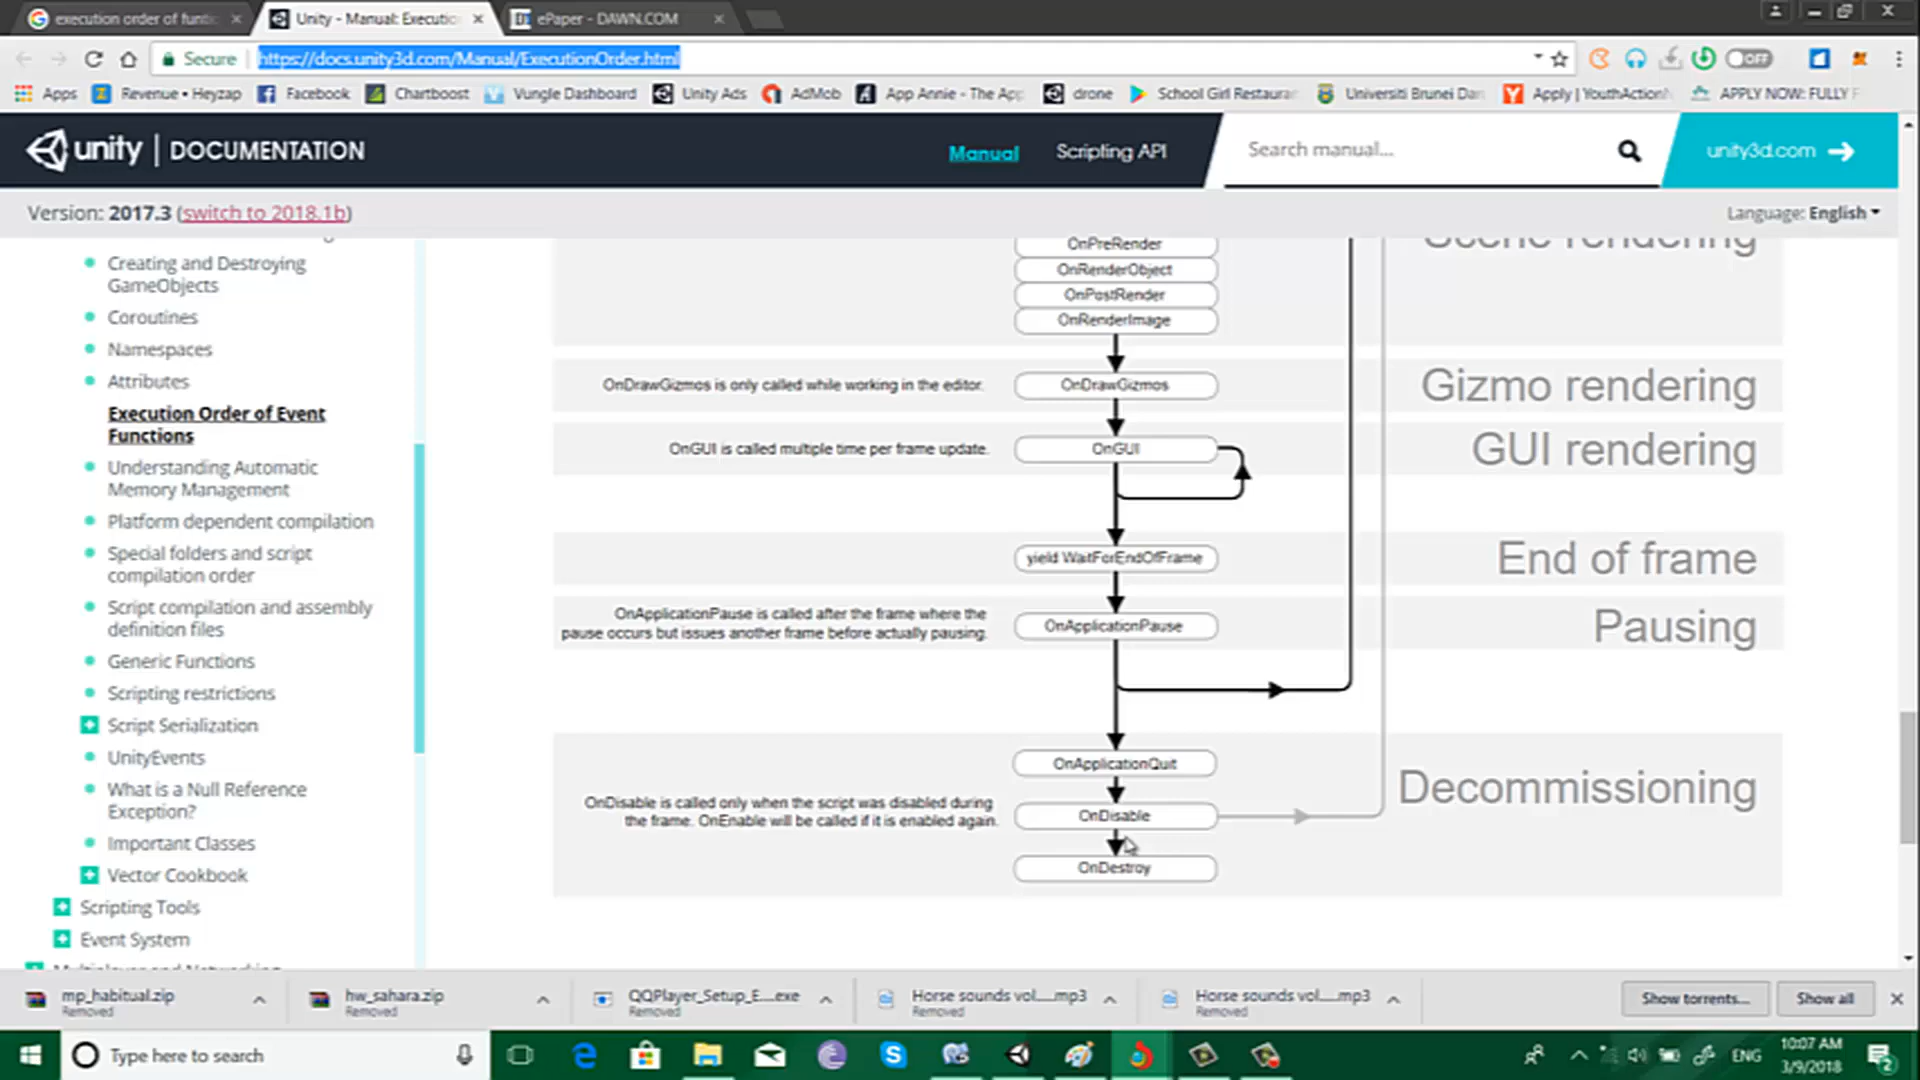 execution order of funtio
Unity - Manual: Executio
ePaper - DAWN.COM
Secure
https://docs.unity3d.com/Manual/ExecutionOrder.html
OFF
Apps
Revenue • Heyzap
Facebook
Chartboost
Vungle Dashboard
Unity Ads
AdMob
App Annie - The Ap
drone
School Girl Restaura
Universiti Brunei Dar
Apply | YouthAction
APPLY NOW: FULLY F
unity | DOCUMENTATION
Manual
Scripting API
Search manual...
unity3d.com
Version: 2017.3 (switch to 2018.1b)
Language: English
Creating and Destroying
GameObjects
Coroutines
Namespaces
Attributes
Execution Order of Event
Functions
Understanding Automatic
Memory Management
Platform dependent compilation
Special folders and script
compilation order
Script compilation and assembly
definition files
Generic Functions
Scripting restrictions
Script Serialization
UnityEvents
What is a Null Reference
Exception?
Important Classes
Vector Cookbook
Scripting Tools
Event System
Multiplayer and Networking
Scene rendering
OnPreRender
OnRenderObject
OnPostRender
OnRenderImage
OnDrawGizmos is only called while working in the editor.
OnDrawGizmos
Gizmo rendering
OnGUI is called multiple time per frame update.
OnGUI
GUI rendering
yield WaitForEndOfFrame
End of frame
OnApplicationPause is called after the frame where the
pause occurs but issues another frame before actually pausing.
OnApplicationPause
Pausing
OnApplicationQuit
Decommissioning
OnDisable is called only when the script was disabled during
the frame. OnEnable will be called if it is enabled again.
OnDisable
OnDestroy
mp_habitual.zip
Removed
hw_sahara.zip
Removed
QQPlayer_Setup_E....exe
Removed
Horse sounds vol.....mp3
Removed
Horse sounds vol.....mp3
Removed
Show torrents...
Show all
Type here to search
ENG
10:07 AM
3/9/2018
2